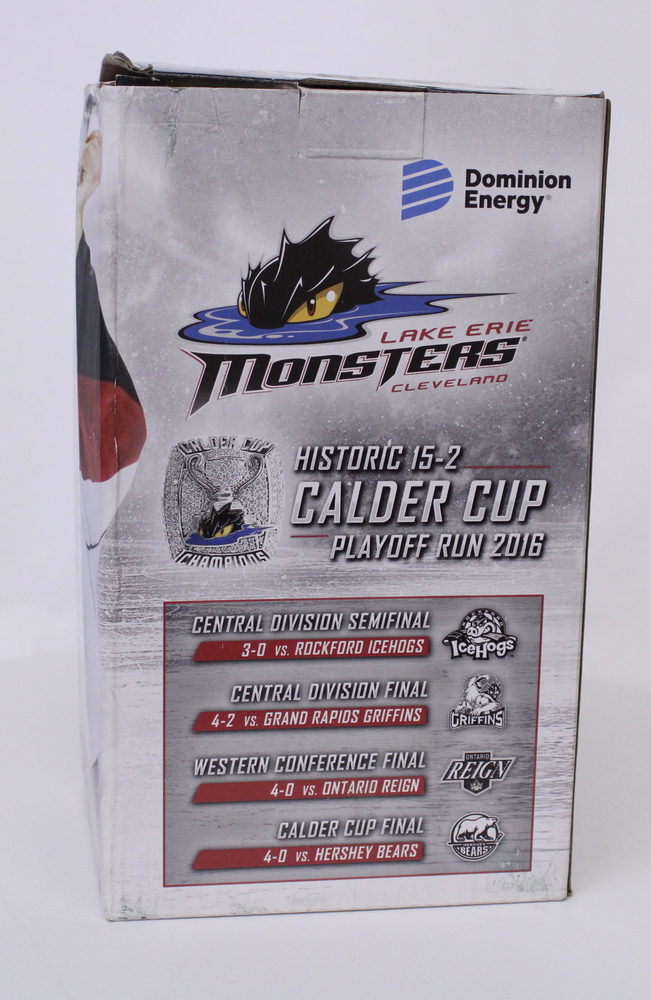 Dominion
Energy®
LAKE ERIE
MONSTERS®
CLEVELAND
CALDER CUP
CHAMPIONS
HISTORIC 15-2
CALDER CUP
PLAYOFF RUN 2016
CENTRAL DIVISION SEMIFINAL
3-0 VS. ROCKFORD ICEHOGS
ROCKFORD
ICEHOGS
CENTRAL DIVISION FINAL
4-2 VS. GRAND RAPIDS GRIFFINS
GRIFFINS
WESTERN CONFERENCE FINAL
4-0 VS. ONTARIO REIGN
ONTARIO
REIGN
CALDER CUP FINAL
4-0 VS. HERSHEY BEARS
HERSHEY
BEARS